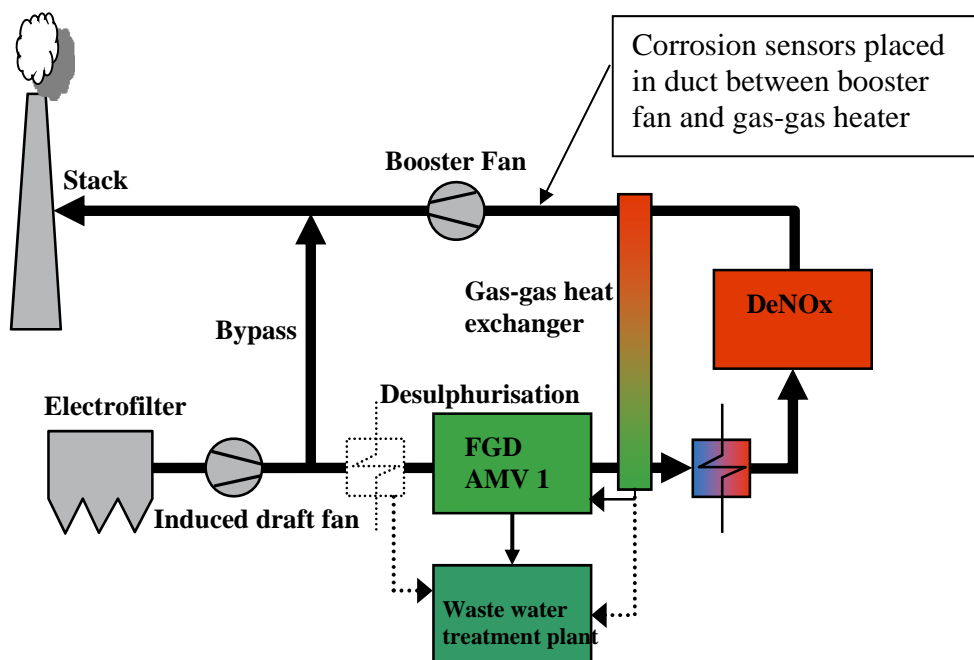 Corrosion sensors placed
in duct between booster
fan and gas-gas heater
Booster Fan
Stack
Gas-gas heat
exchanger
DeNOx
Bypass
Desulphurisation
Electrofilter
FGD
AMV 1
Induced draft fan
Waste water
treatment plant